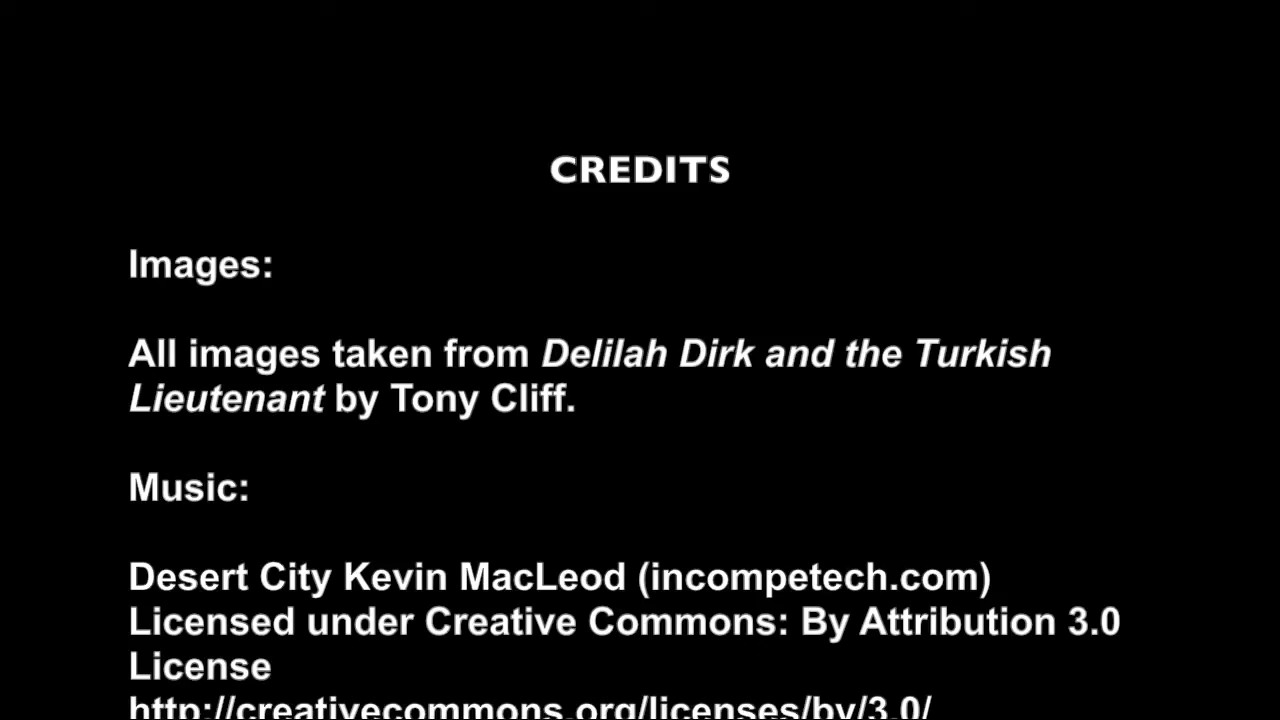 CREDITS
Images:
All images taken from Delilah Dirk and the Turkish
Lieutenant by Tony Cliff.
Music:
Desert City Kevin MacLeod (incompetech.com)
Licensed under Creative Commons: By Attribution 3.0
License
http://creativecommons.org/licenses/by/3.0/